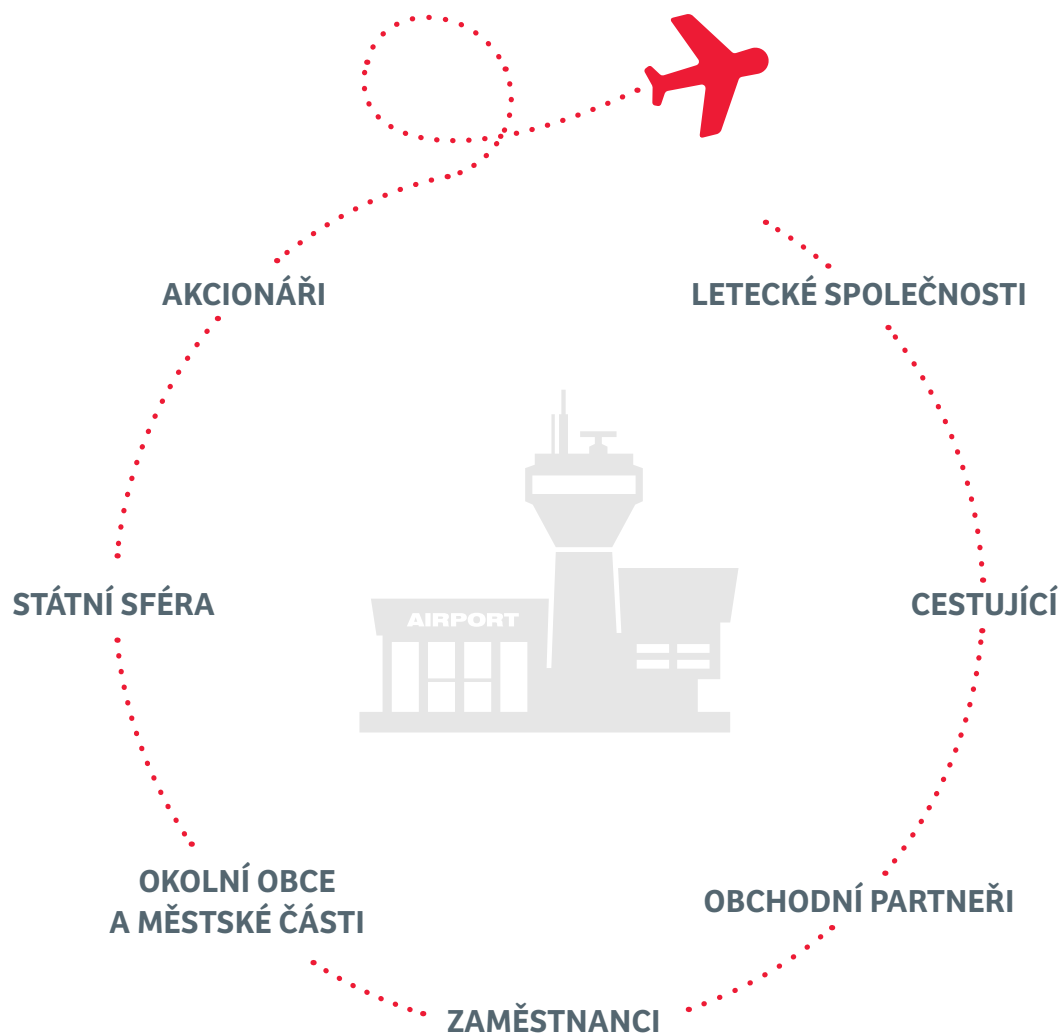 AKCIONÁŘI
LETECKÉ SPOLEČNOSTI
AIRPORT
STÁTNÍ SFÉRA
CESTUJÍCÍ
OKOLNÍ OBCE
A MĚSTSKÉ ČÁSTI
OBCHODNÍ PARTNEŘI
ZAMĚSTNANCI